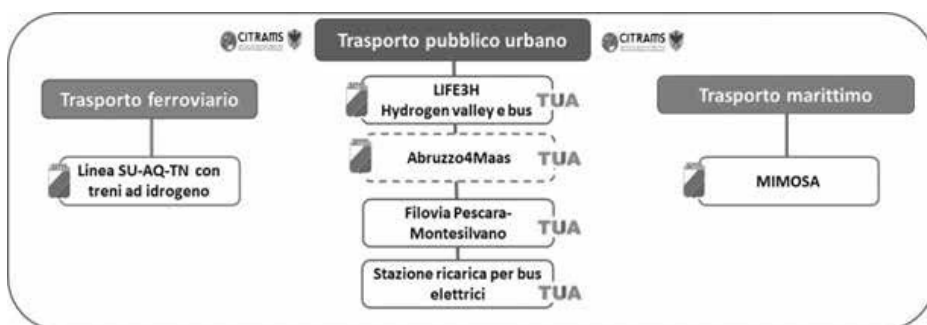 CITRAMS
Trasporto pubblico urbano
CITRAMS
Trasporto ferroviario
Linea SU-AQ-TN con
treni ad idrogeno
LIFE3H
Hydrogen valley e bus
TUA
Abruzzo4Maas
TUA
Filovia Pescara-
Montesilvano
TUA
Stazione ricarica per bus
elettrici
TUA
Trasporto marittimo
MIMOSA